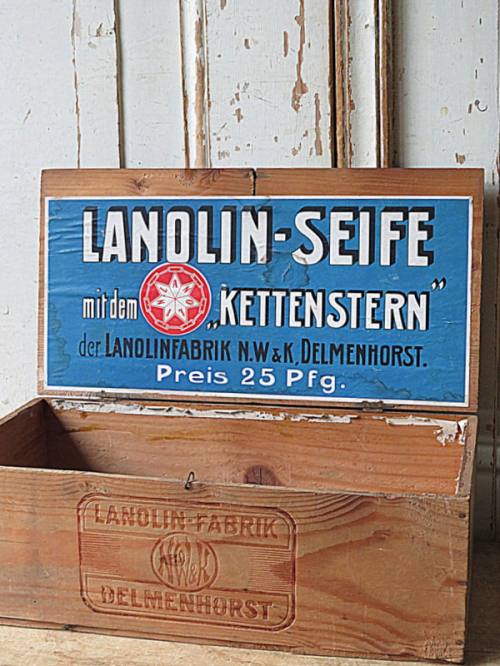 LANOLIN-SEIFE
mit dem „KETTENSTERN”
der LANOLINFABRIK N.W & K, DELMENHORST.
Preis 25 Pfg.
LANOLIN-FABRIK
NW&K
DELMENHORST